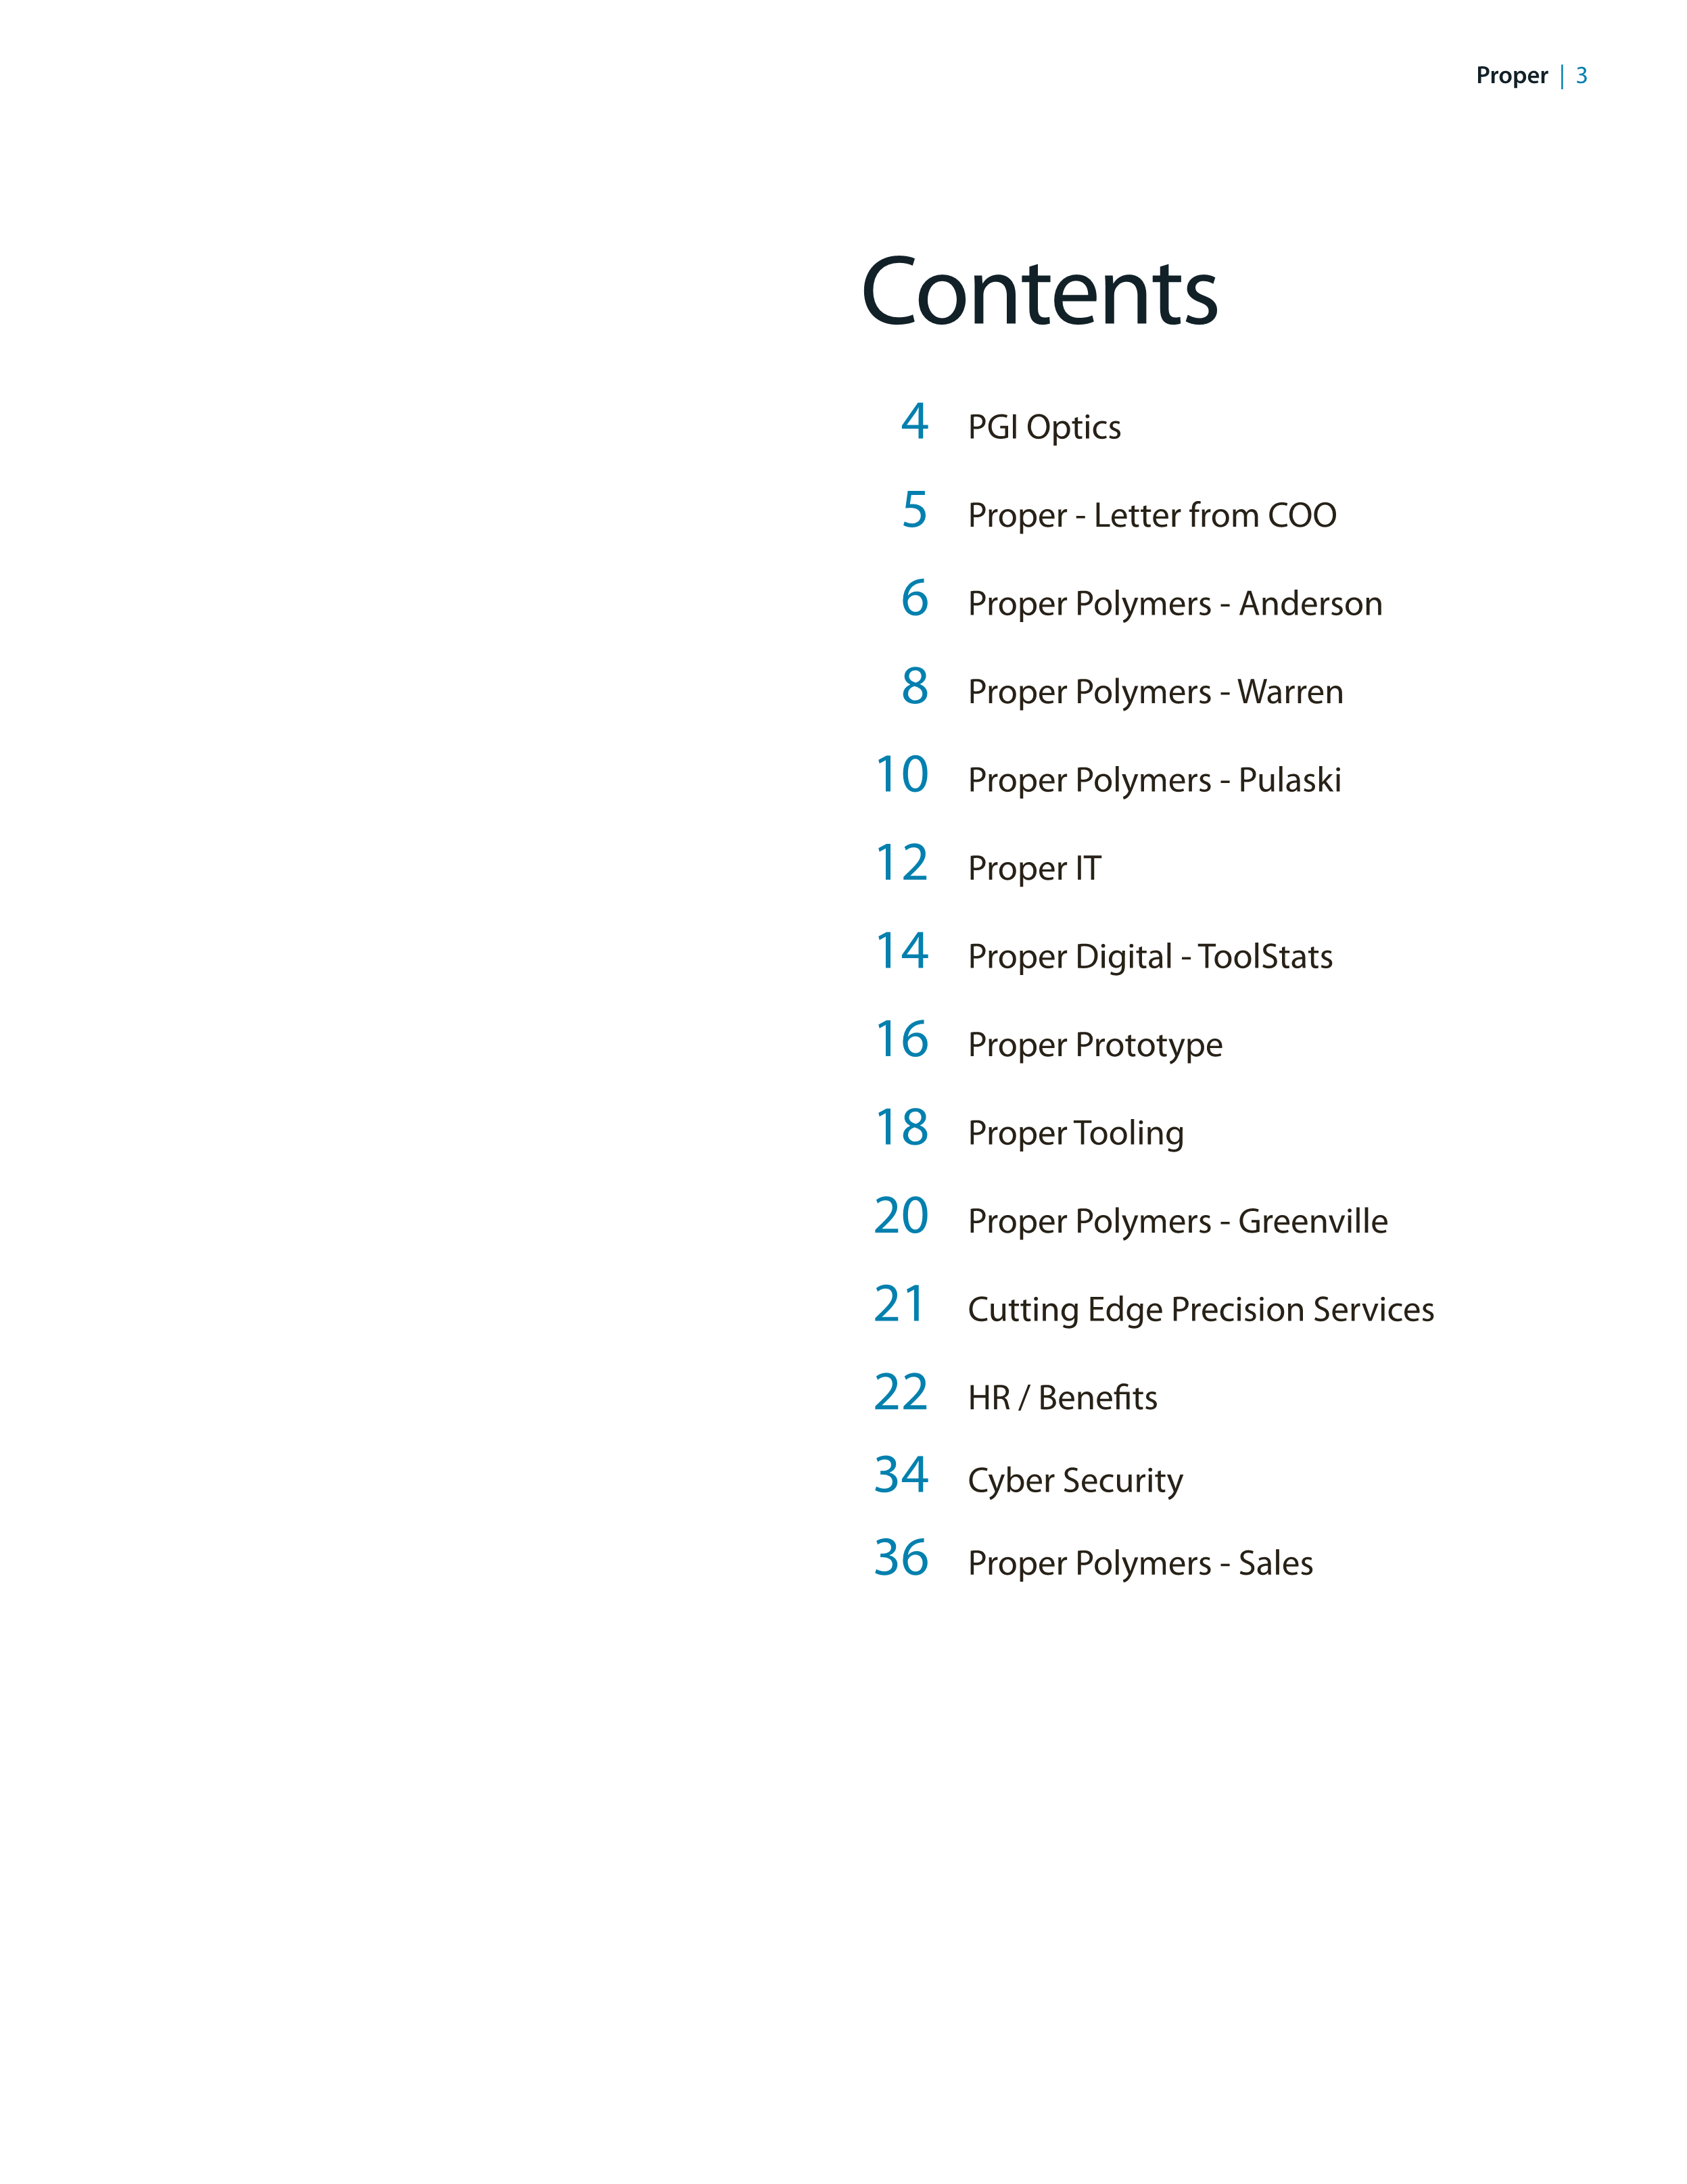 Proper | 3
Contents
4 PGI Optics
5 Proper - Letter from COO
6 Proper Polymers - Anderson
8 Proper Polymers - Warren
10 Proper Polymers - Pulaski
12 Proper IT
14 Proper Digital - ToolStats
16 Proper Prototype
18 Proper Tooling
20 Proper Polymers - Greenville
21 Cutting Edge Precision Services
22 HR / Benefits
34 Cyber Security
36 Proper Polymers - Sales